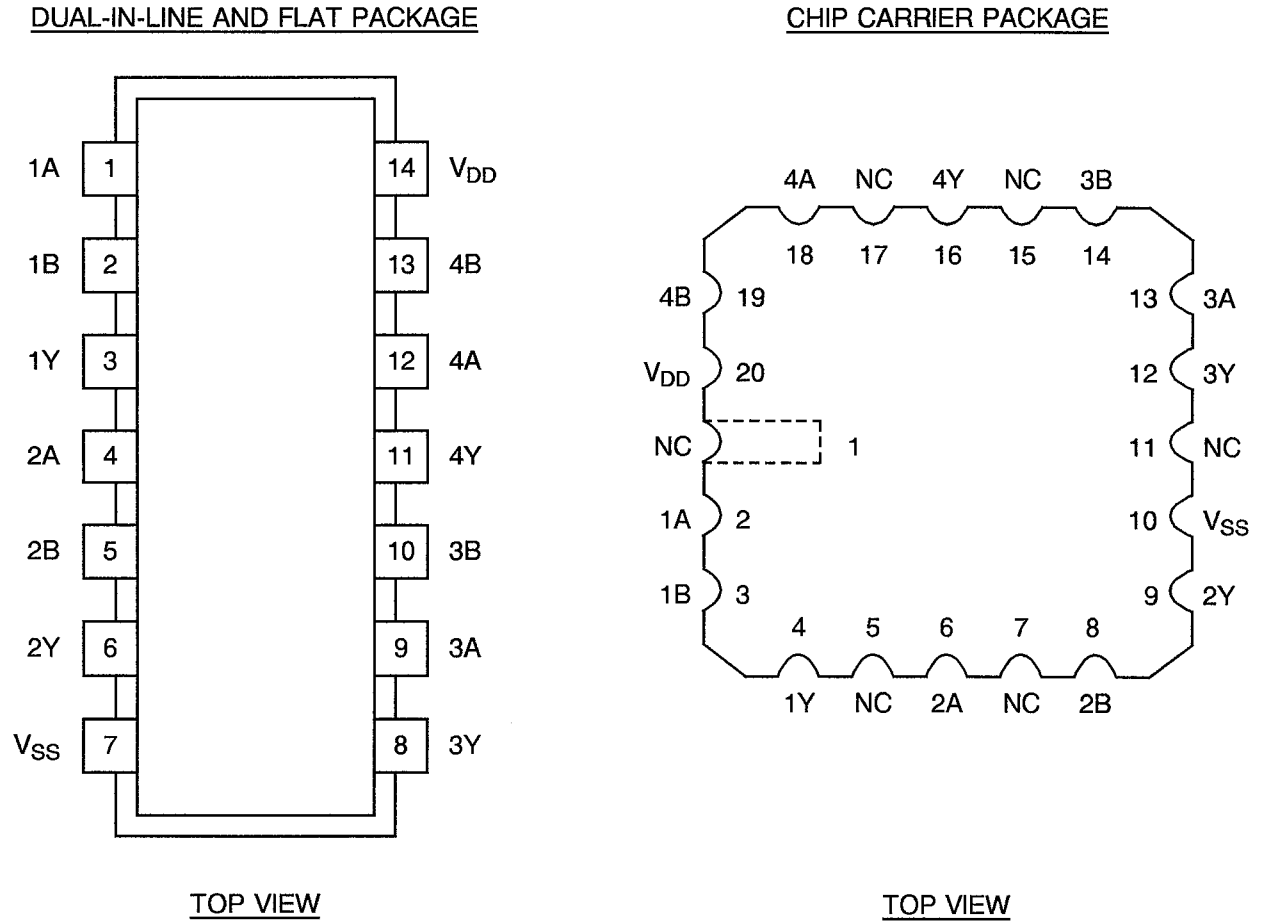 DUAL-IN-LINE AND FLAT PACKAGE
1A 1 14 VDD
1B 2 13 4B
1Y 3 12 4A
2A 4 11 4Y
2B 5 10 3B
2Y 6 9 3A
VSS 7 8 3Y
TOP VIEW
CHIP CARRIER PACKAGE
4A NC 4Y NC 3B
18 17 16 15 14
4B 19 13 3A
VDD 20 12 3Y
NC 1 11 NC
1A 2 10 VSS
1B 3 9 2Y
4 5 6 7 8
1Y NC 2A NC 2B
TOP VIEW